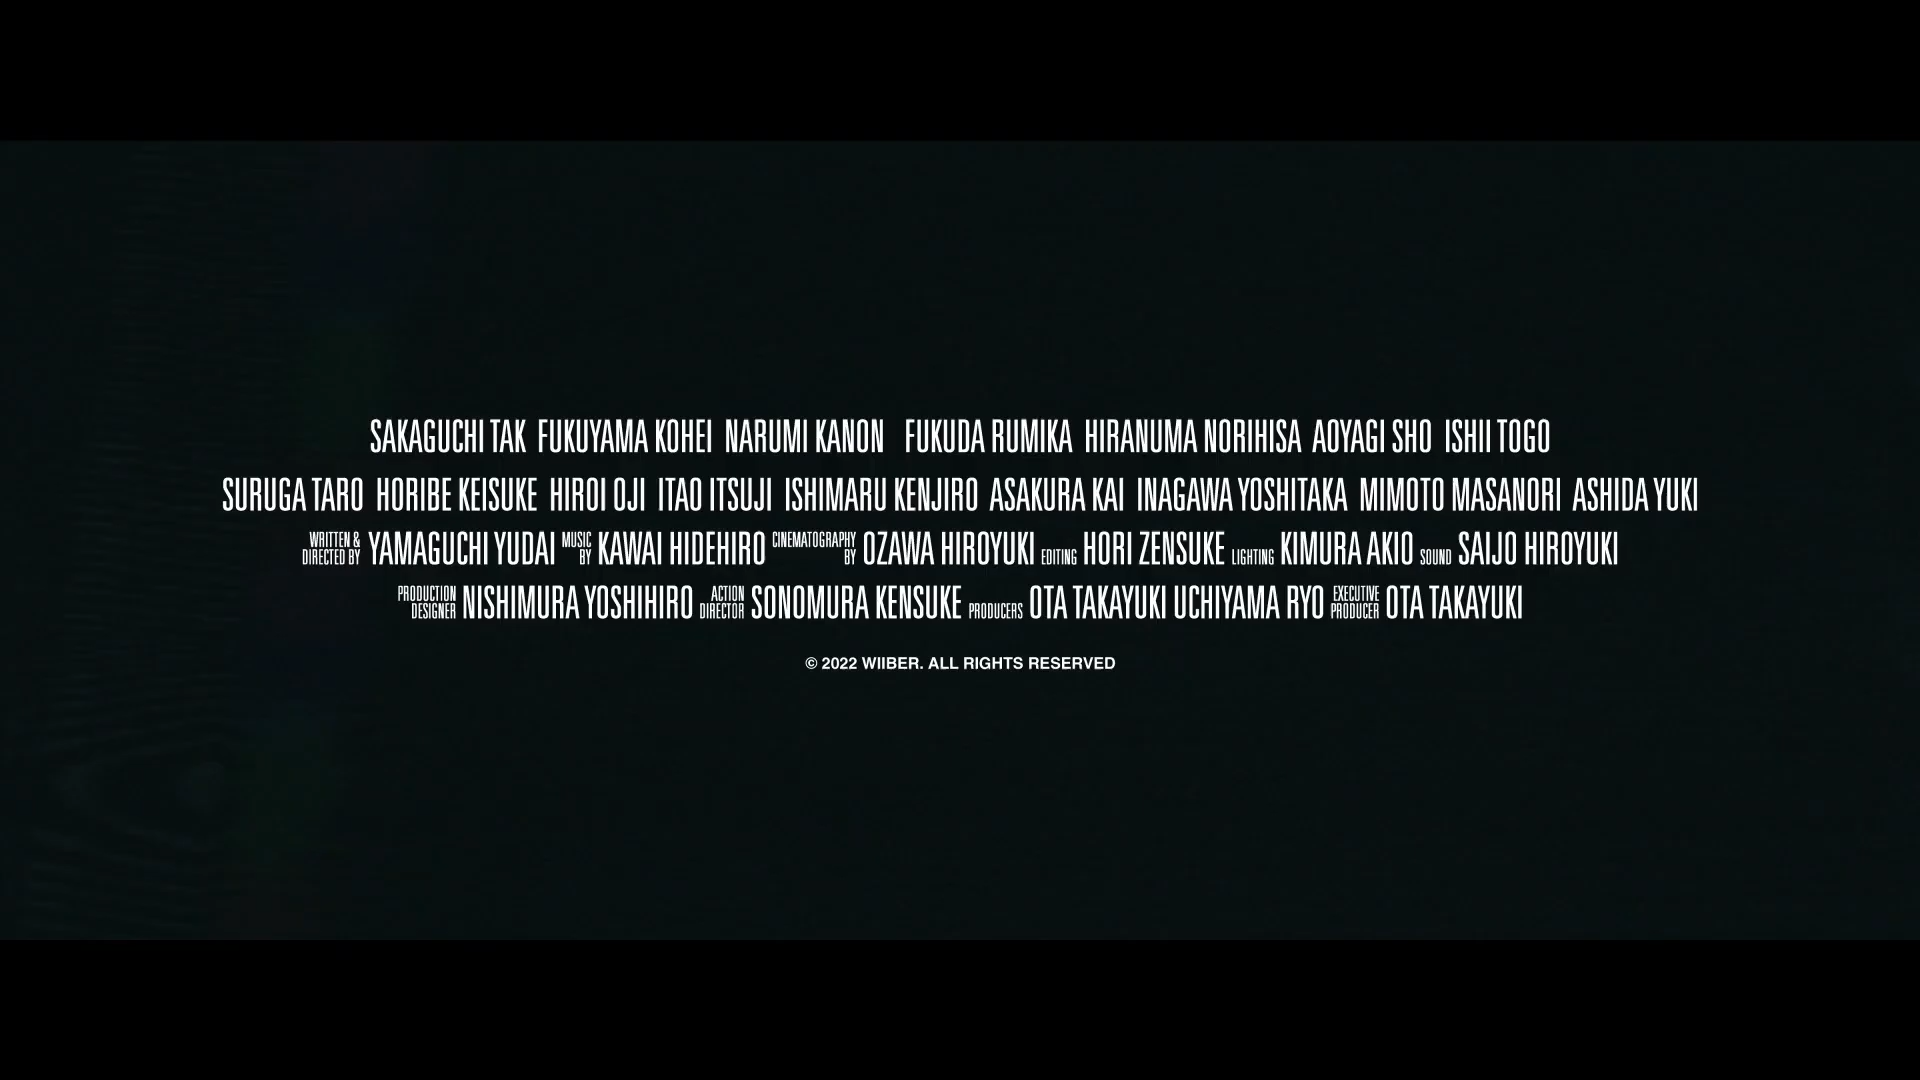 SAKAGUCHI TAK FUKUYAMA KOHEI NARUMI KANON FUKUDA RUMIKA HIRANUMA NORIHISA AOYAGI SHO ISHII TOGO
SURUGA TARO HORIBE KEISUKE HIROI OJI ITAO ITSUJI ISHIMARU KENJIRO ASAKURA KAI INAGAWA YOSHITAKA MIMOTO MASANORI ASHIDA YUKI
WRITTEN & DIRECTED BY YAMAGUCHI YUDAI MUSIC BY KAWAI HIDEHIRO CINEMATOGRAPHY BY OZAWA HIROYUKI EDITING HORI ZENSUKE LIGHTING KIMURA AKIO SOUND SAIJO HIROYUKI
PRODUCTION DESIGNER NISHIMURA YOSHIHIRO ACTION DIRECTOR SONOMURA KENSUKE PRODUCERS OTA TAKAYUKI UCHIYAMA RYO EXECUTIVE PRODUCER OTA TAKAYUKI
© 2022 WIIBER. ALL RIGHTS RESERVED